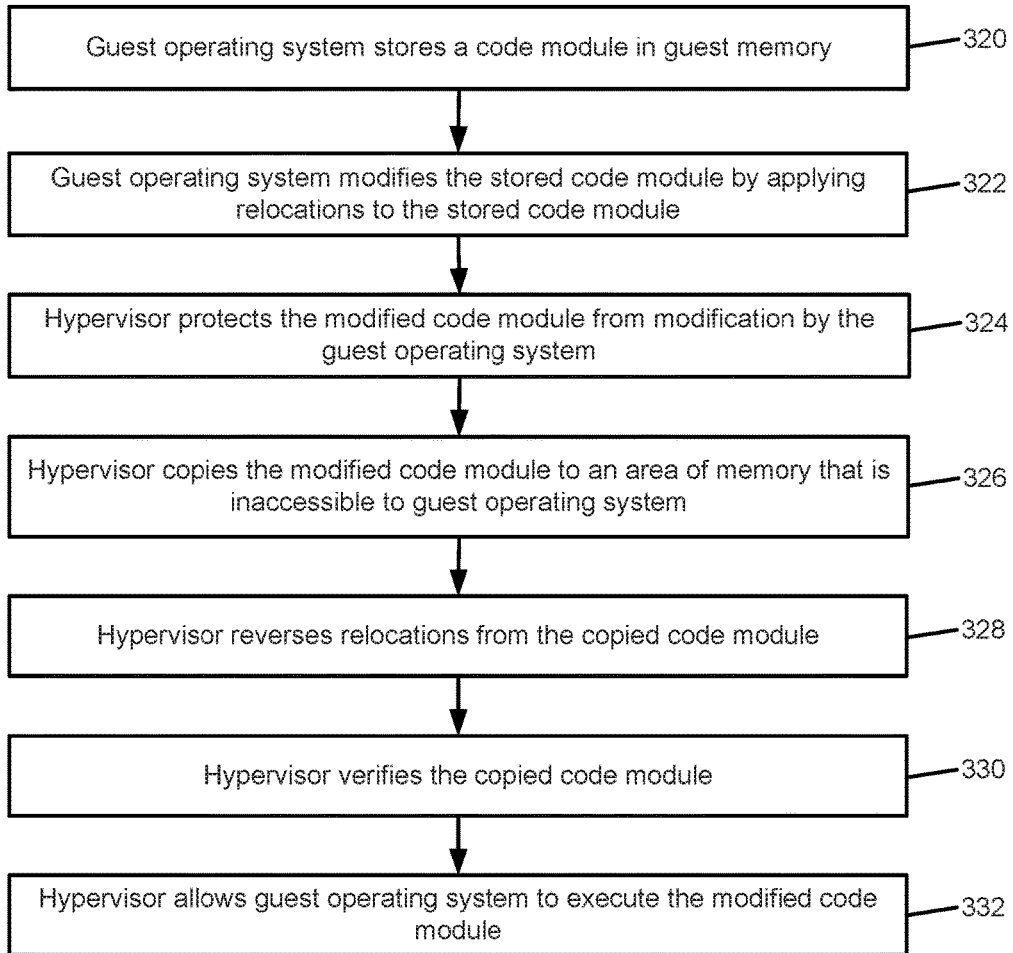 Guest operating system stores a code module in guest memory
320
Guest operating system modifies the stored code module by applying
relocations to the stored code module
322
Hypervisor protects the modified code module from modification by the
guest operating system
324
Hypervisor copies the modified code module to an area of memory that is
inaccessible to guest operating system
326
Hypervisor reverses relocations from the copied code module
328
Hypervisor verifies the copied code module
330
Hypervisor allows guest operating system to execute the modified code
module
332